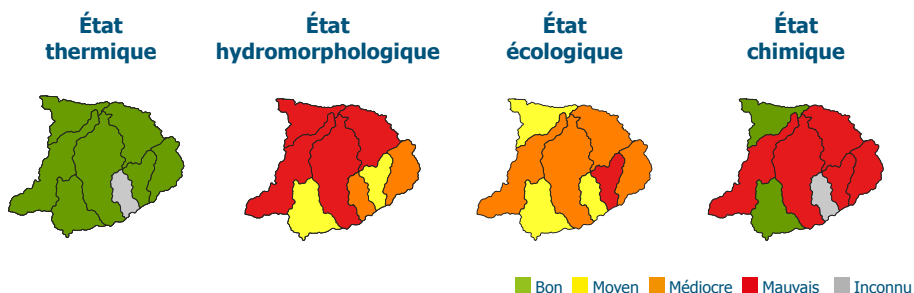 État
thermique
État
hydromorphologique
État
écologique
État
chimique
Bon
Moyen
Médiocre
Mauvais
Inconnu